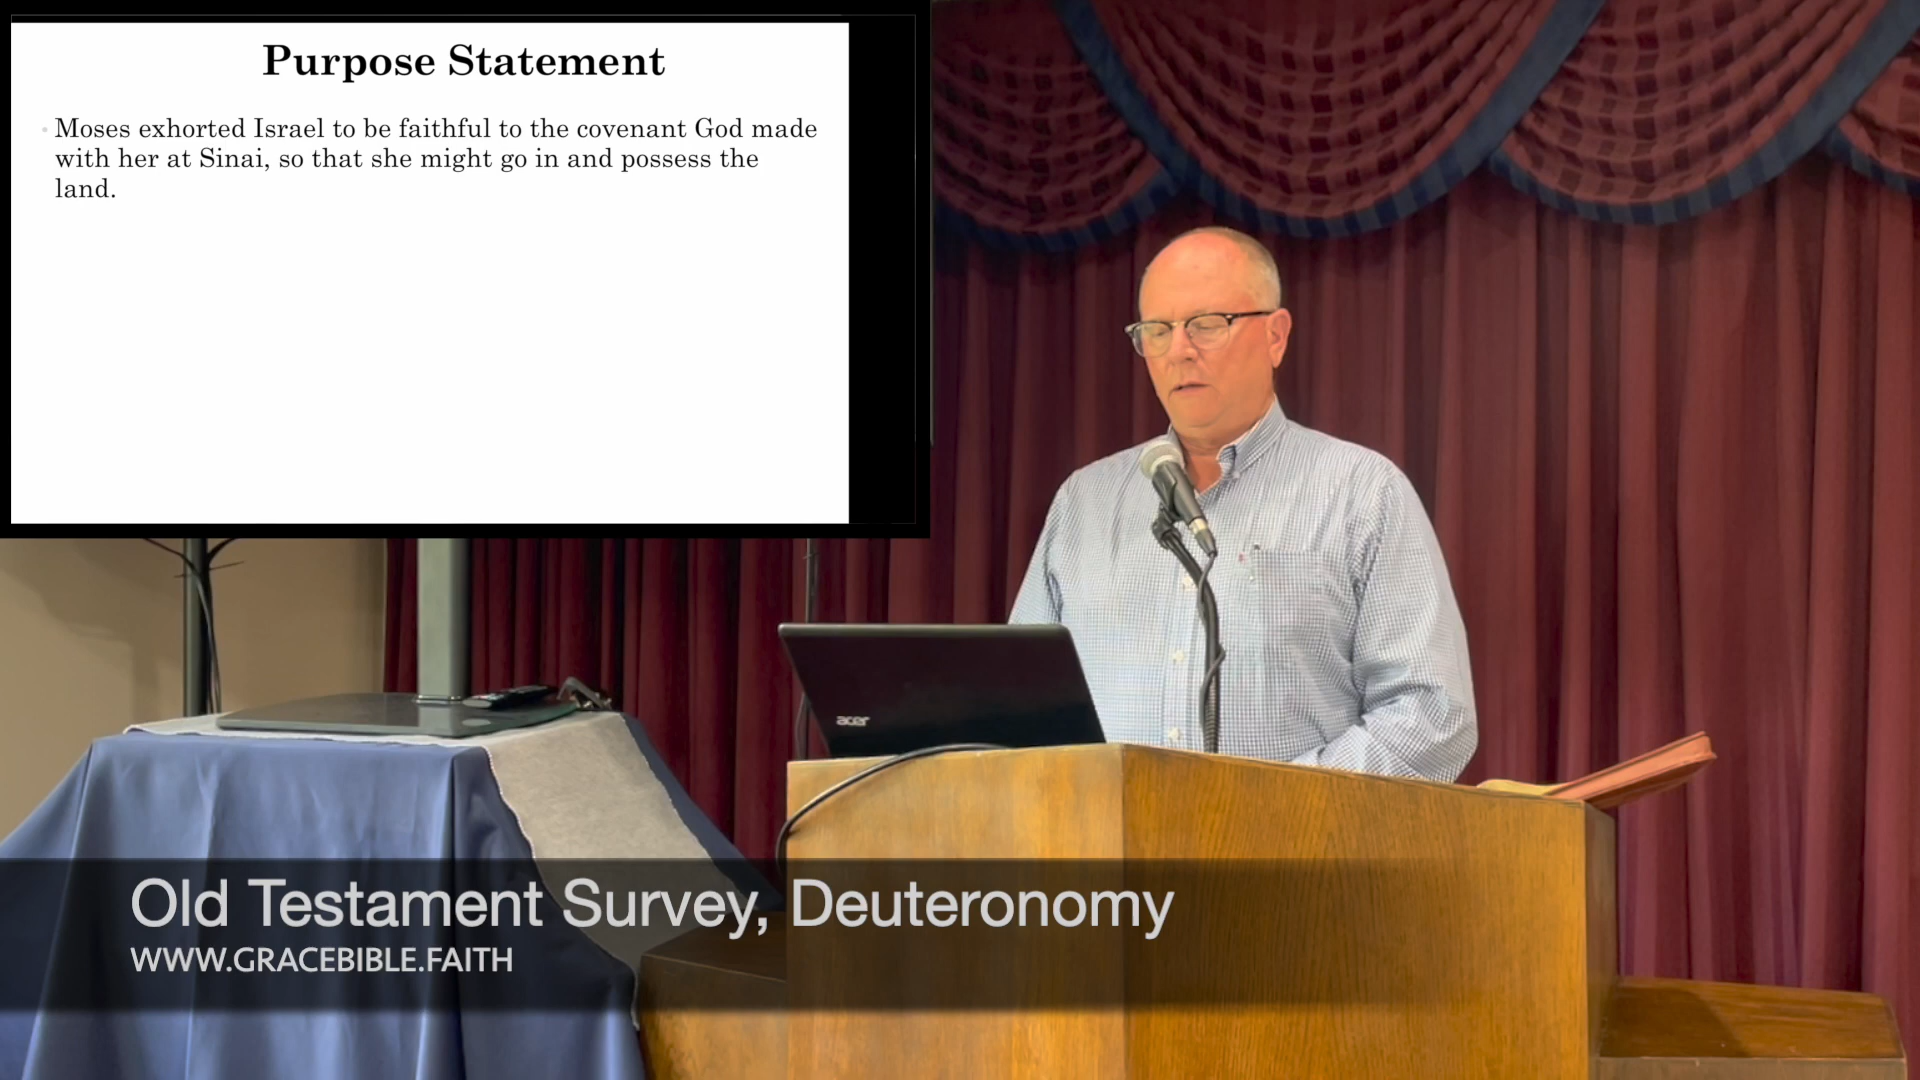 Purpose Statement
Moses exhorted Israel to be faithful to the covenant God made
with her at Sinai, so that she might go in and possess the
land.
acer
Old Testament Survey, Deuteronomy
WWW.GRACEBIBLE.FAITH